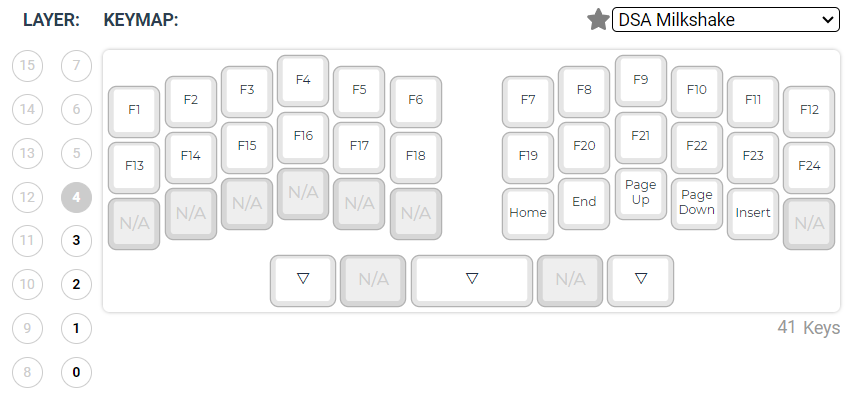 LAYER: KEYMAP: DSA Milkshake
15 7
14 6
13 5
12 4
11 3
10 2
9 1
8 0
F1 F2 F3 F4 F5 F6 F7 F8 F9 F10 F11 F12
F13 F14 F15 F16 F17 F18 F19 F20 F21 F22 F23 F24
N/A N/A N/A N/A N/A N/A Home End Page Up Page Down Insert N/A
▽ N/A ▽ N/A ▽
41 Keys